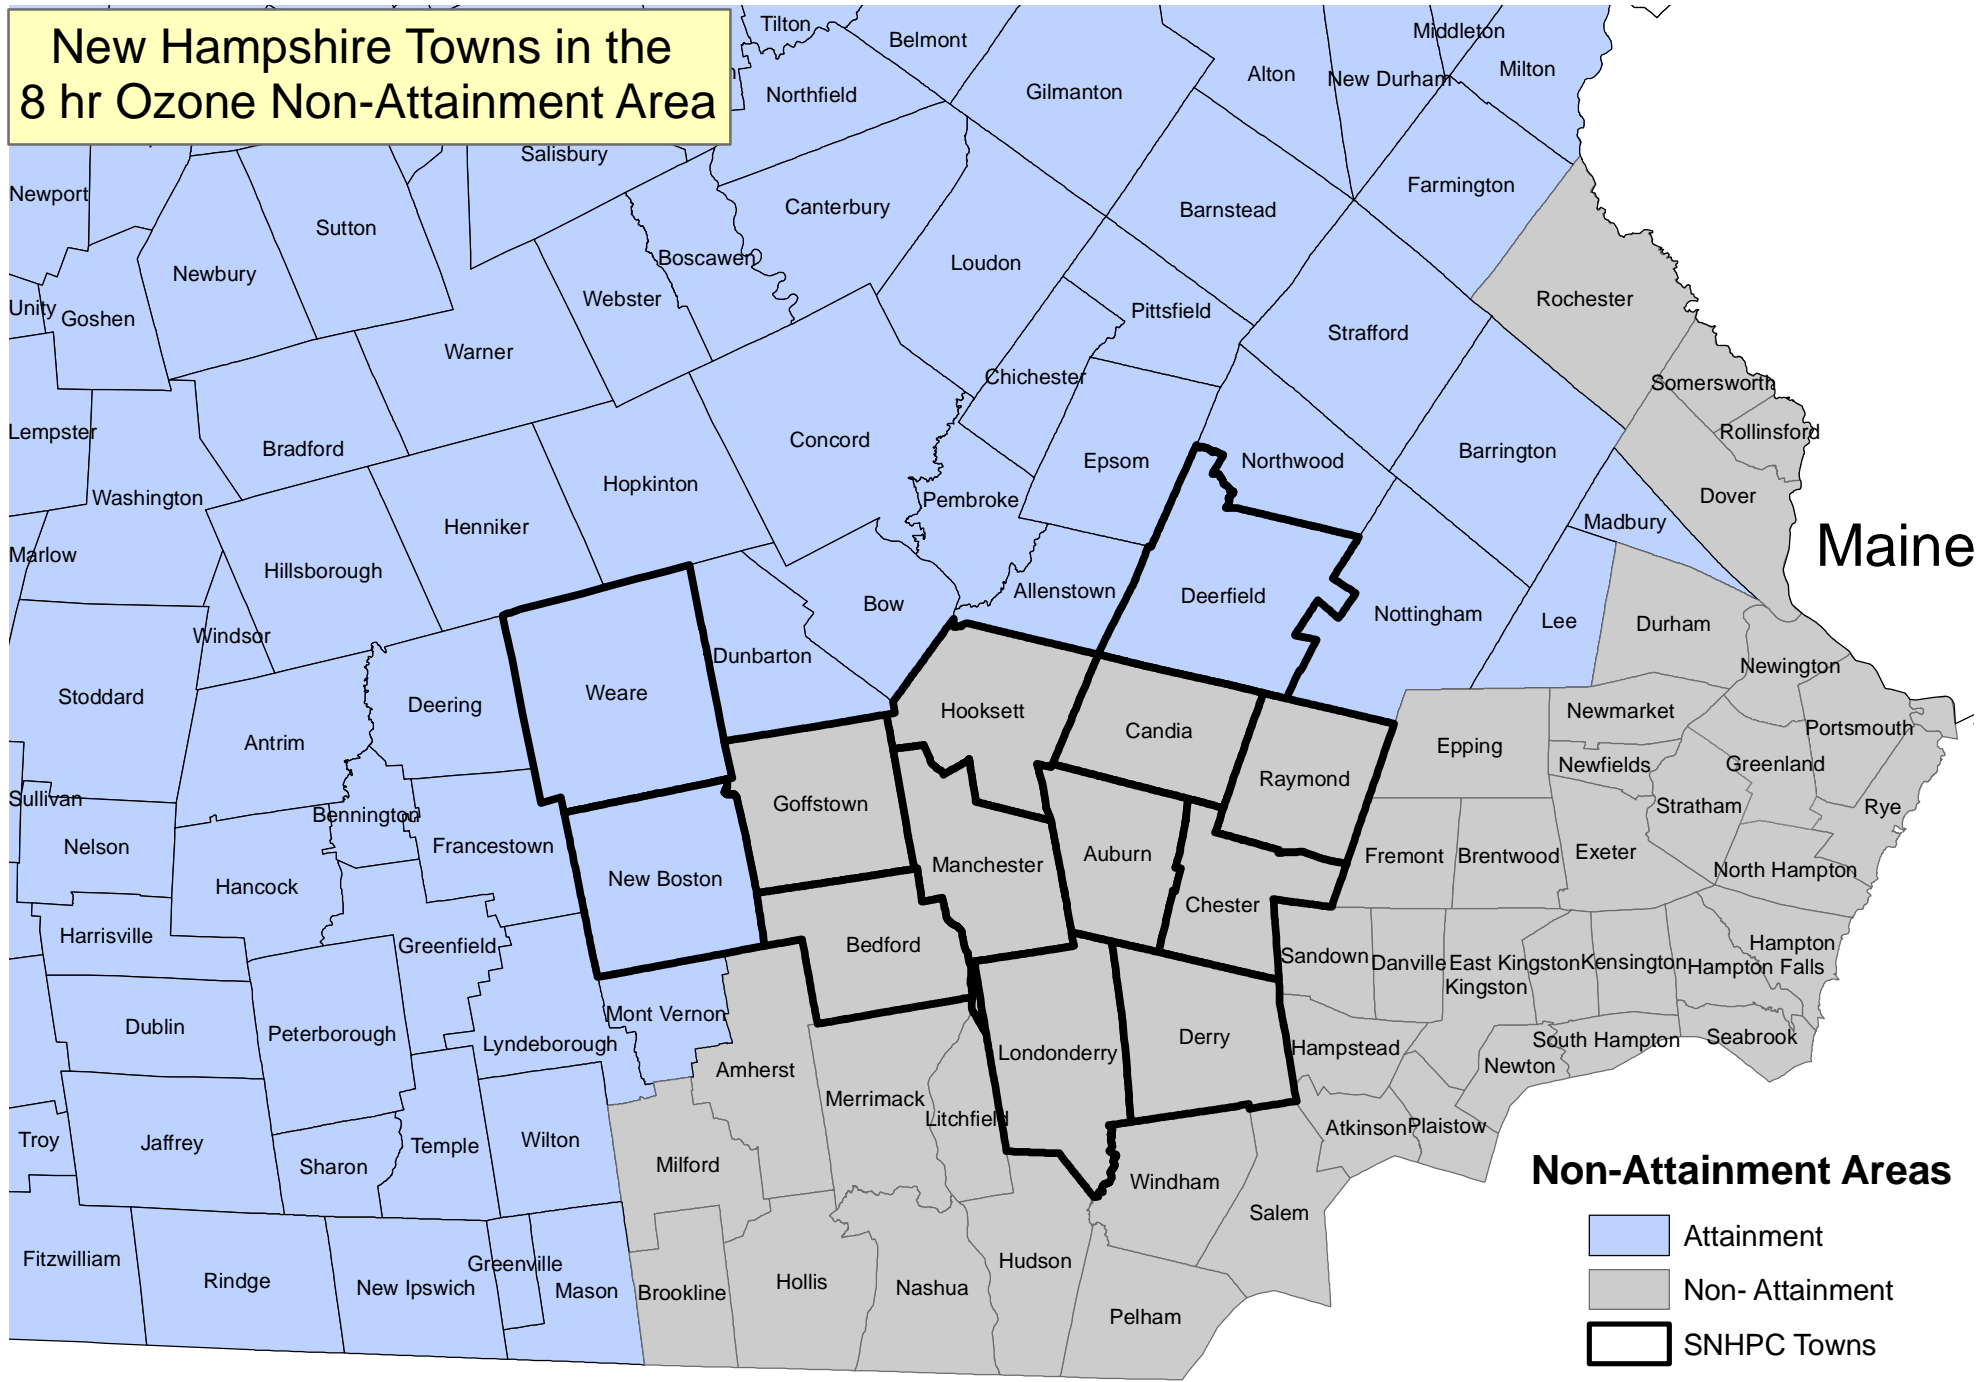 New Hampshire Towns in the
8 hr Ozone Non-Attainment Area
Tilton
Belmont
Middleton
Alton
New Durham
Milton
Northfield
Gilmanton
Salisbury
Newport
Sutton
Canterbury
Barnstead
Farmington
Newbury
Boscawen
Loudon
Webster
Rochester
Unity
Goshen
Pittsfield
Strafford
Warner
Chichester
Somersworth
Lempster
Bradford
Concord
Epsom
Northwood
Barrington
Rollinsford
Washington
Hopkinton
Pembroke
Dover
Henniker
Madbury
Maine
Marlow
Hillsborough
Bow
Allenstown
Deerfield
Nottingham
Lee
Durham
Windsor
Dunbarton
Newington
Stoddard
Deering
Weare
Hooksett
Candia
Newmarket
Portsmouth
Antrim
Epping
Newfields
Greenland
Raymond
Sullivan
Bennington
Goffstown
Stratham
Rye
Nelson
Francestown
Manchester
Auburn
Fremont
Brentwood
Exeter
North Hampton
Hancock
New Boston
Chester
Harrisville
Greenfield
Bedford
Hampton
Sandown
Danville
East Kingston
Kensington
Hampton Falls
Kingston
Dublin
Peterborough
Mont Vernon
Lyndeborough
Londonderry
Derry
Hampstead
South Hampton
Seabrook
Newton
Amherst
Merrimack
Litchfield
Atkinson
Plaistow
Troy
Jaffrey
Sharon
Temple
Wilton
Milford
Windham
Salem
Fitzwilliam
Rindge
New Ipswich
Greenville
Mason
Brookline
Hollis
Nashua
Hudson
Pelham
Non-Attainment Areas
Attainment
Non- Attainment
SNHPC Towns